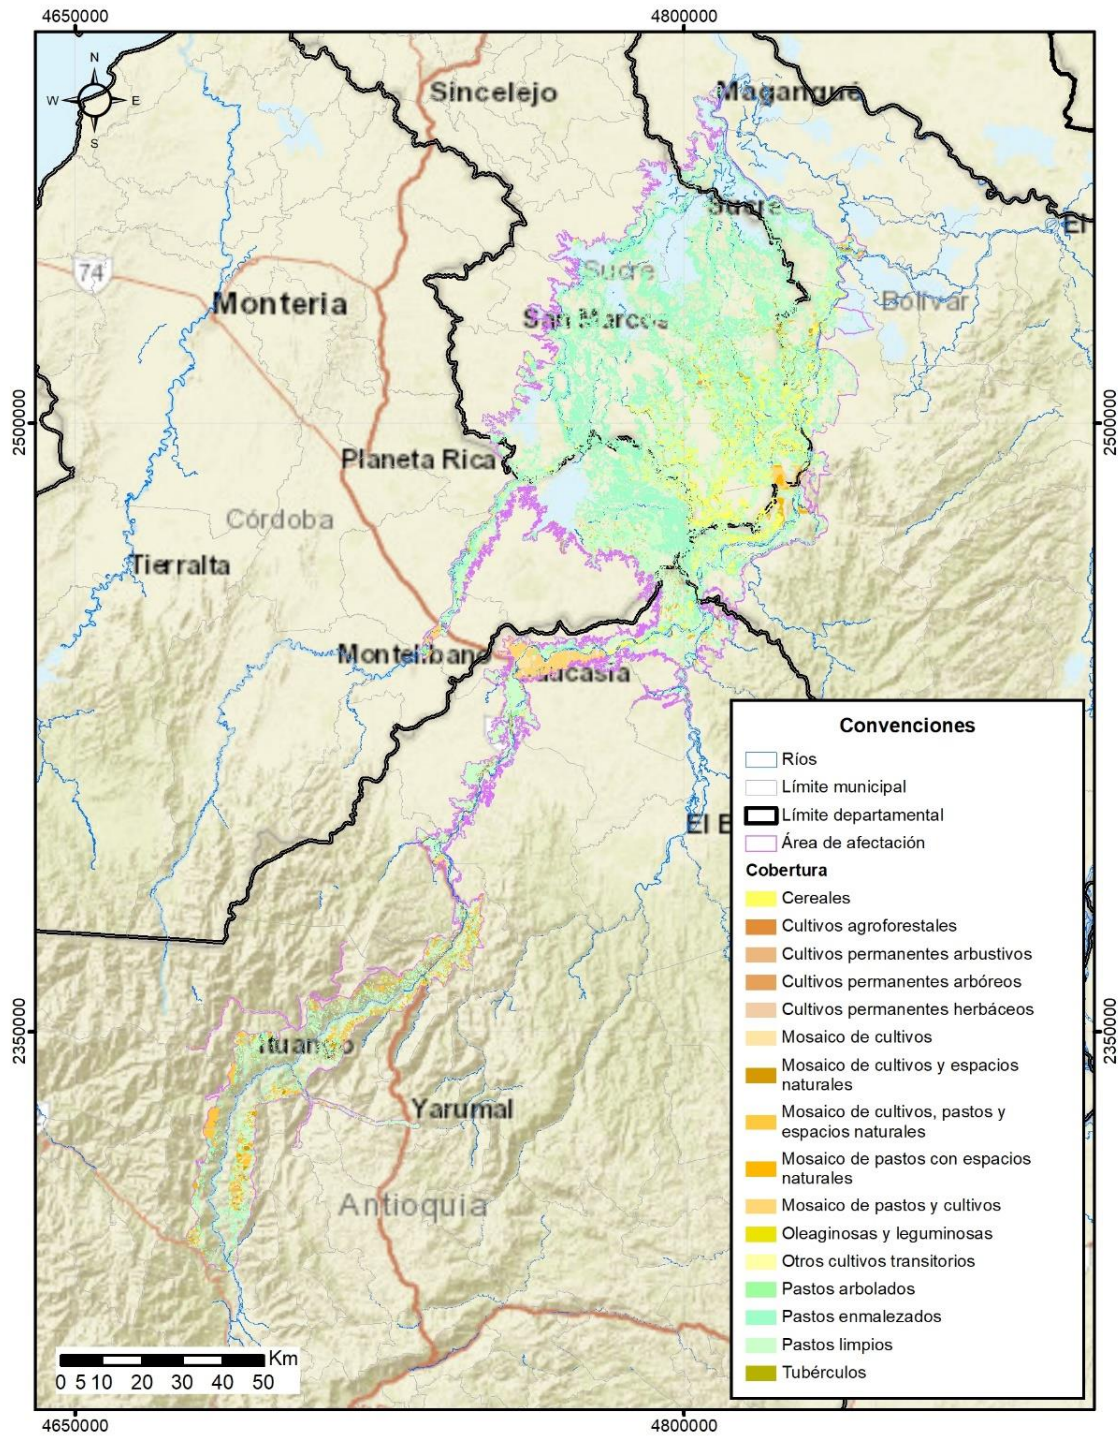 4650000
4800000
N
W
E
S
Sincelejo
Magangué
Sucre
El
74
Sucre
Bolívar
Monteria
San Marcos
2500000
2500000
Planeta Rica
Córdoba
Tierralta
Montelíbano
Caucasia
El B
Ituango
2350000
2350000
Yarumal
Antioquia
Convenciones
Ríos
Límite municipal
Límite departamental
Área de afectación
Cobertura
Cereales
Cultivos agroforestales
Cultivos permanentes arbustivos
Cultivos permanentes arbóreos
Cultivos permanentes herbáceos
Mosaico de cultivos
Mosaico de cultivos y espacios
naturales
Mosaico de cultivos, pastos y
espacios naturales
Mosaico de pastos con espacios
naturales
Mosaico de pastos y cultivos
Oleaginosas y leguminosas
Otros cultivos transitorios
Pastos arbolados
Pastos enmalezados
Pastos limpios
Tubérculos
Km
0 5 10 20 30 40 50
4650000
4800000